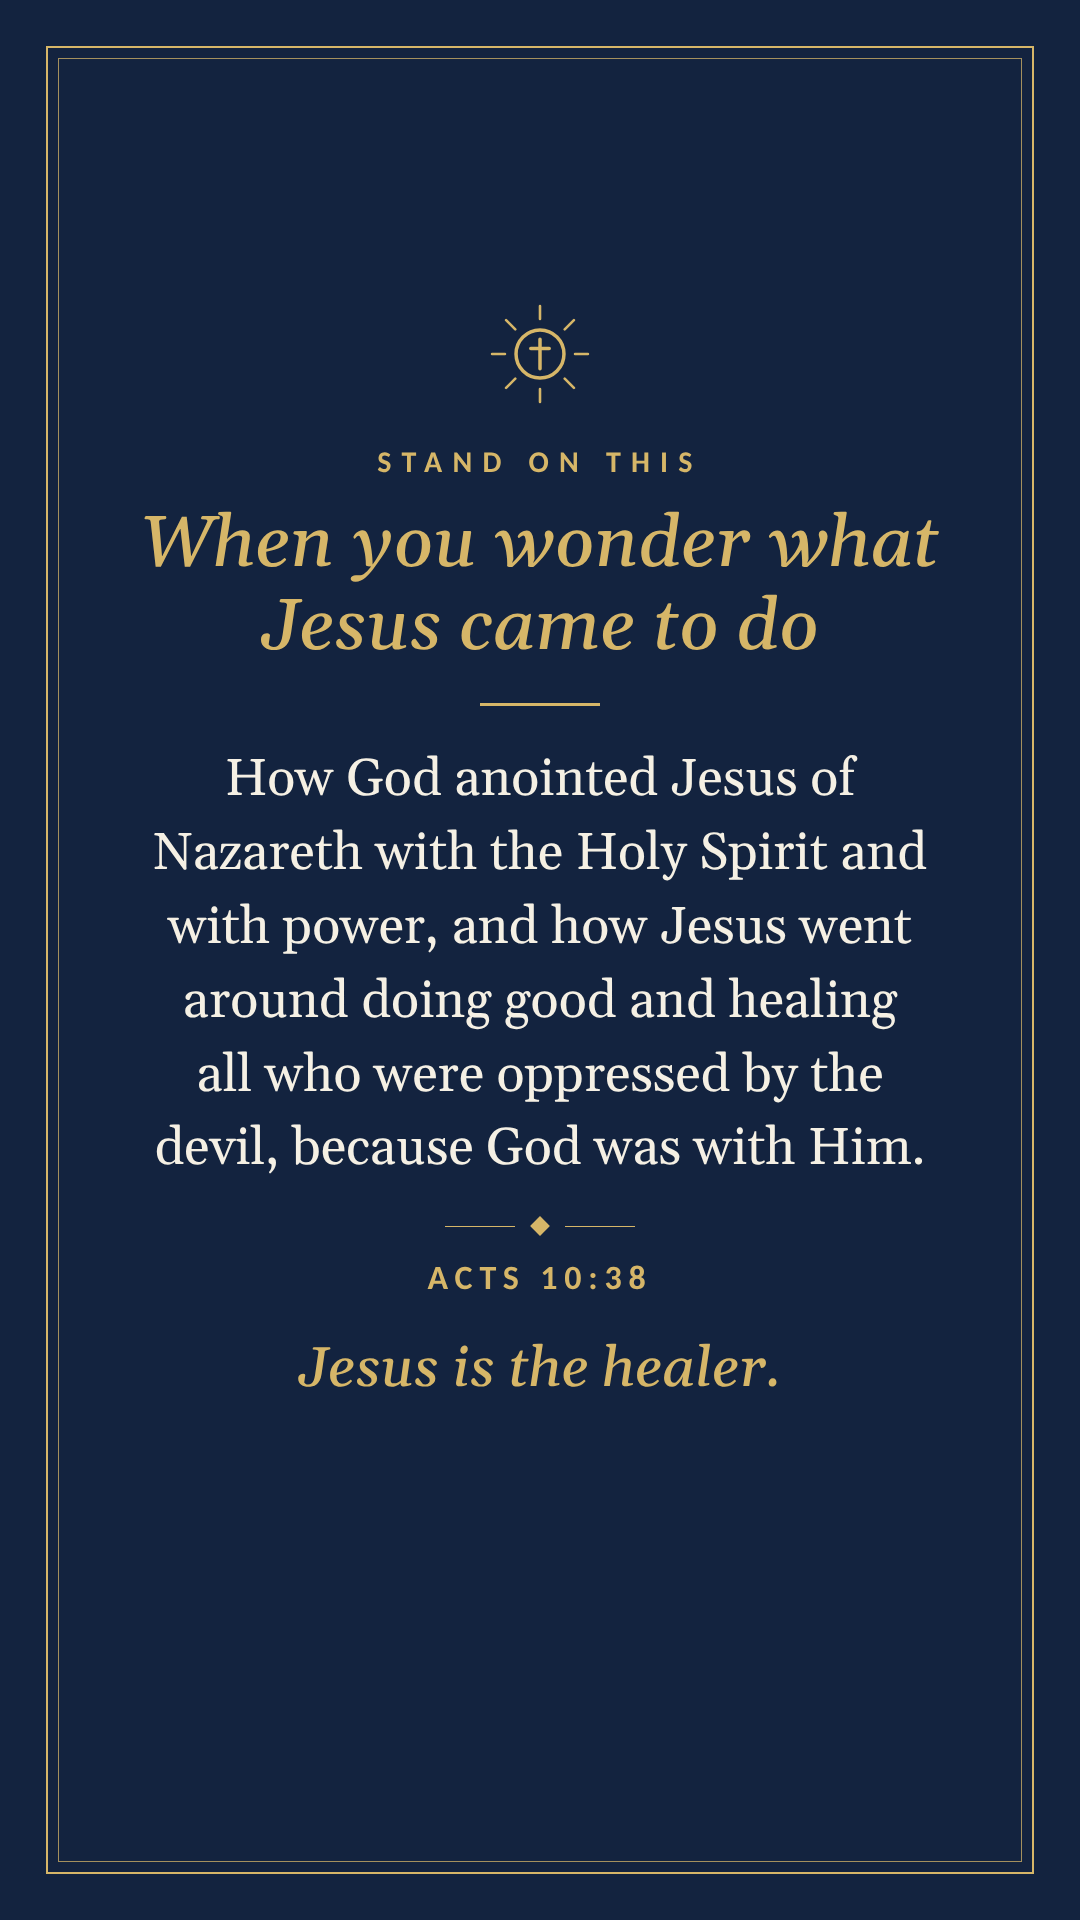 STAND ON THIS
When you wonder what
Jesus came to do
How God anointed Jesus of
Nazareth with the Holy Spirit and
with power, and how Jesus went
around doing good and healing
all who were oppressed by the
devil, because God was with Him.
ACTS 10:38
Jesus is the healer.